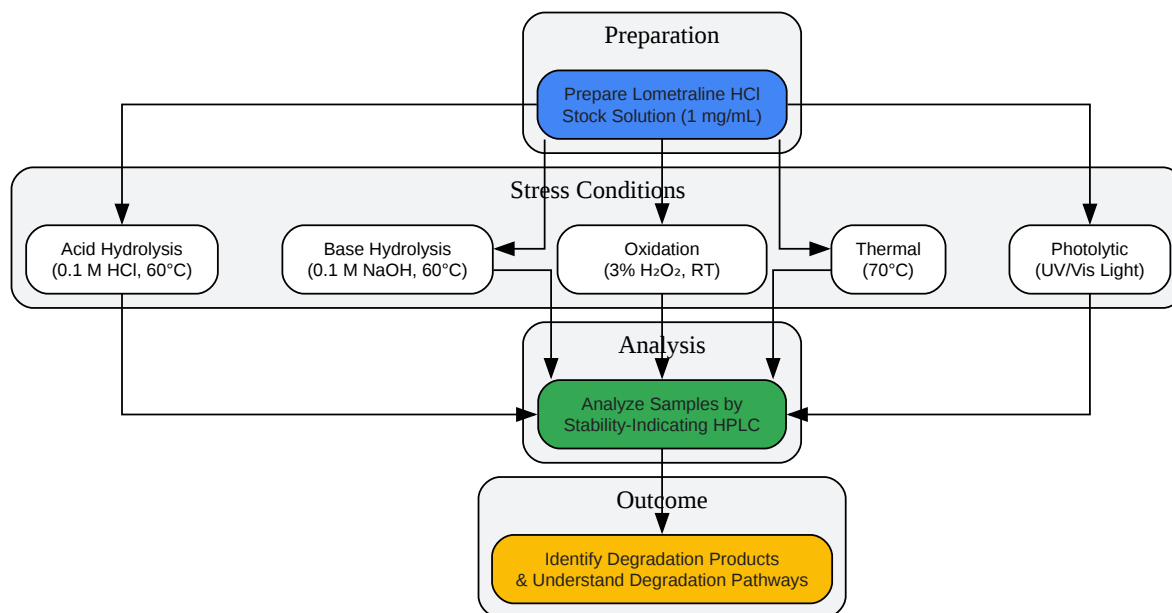 Preparation
Prepare Lometraline HCl
Stock Solution (1 mg/mL)
Stress Conditions
Acid Hydrolysis
(0.1 M HCl, 60°C)
Base Hydrolysis
(0.1 M NaOH, 60°C)
Oxidation
(3% H₂O₂, RT)
Thermal
(70°C)
Photolytic
(UV/Vis Light)
Analysis
Analyze Samples by
Stability-Indicating HPLC
Outcome
Identify Degradation Products
& Understand Degradation Pathways